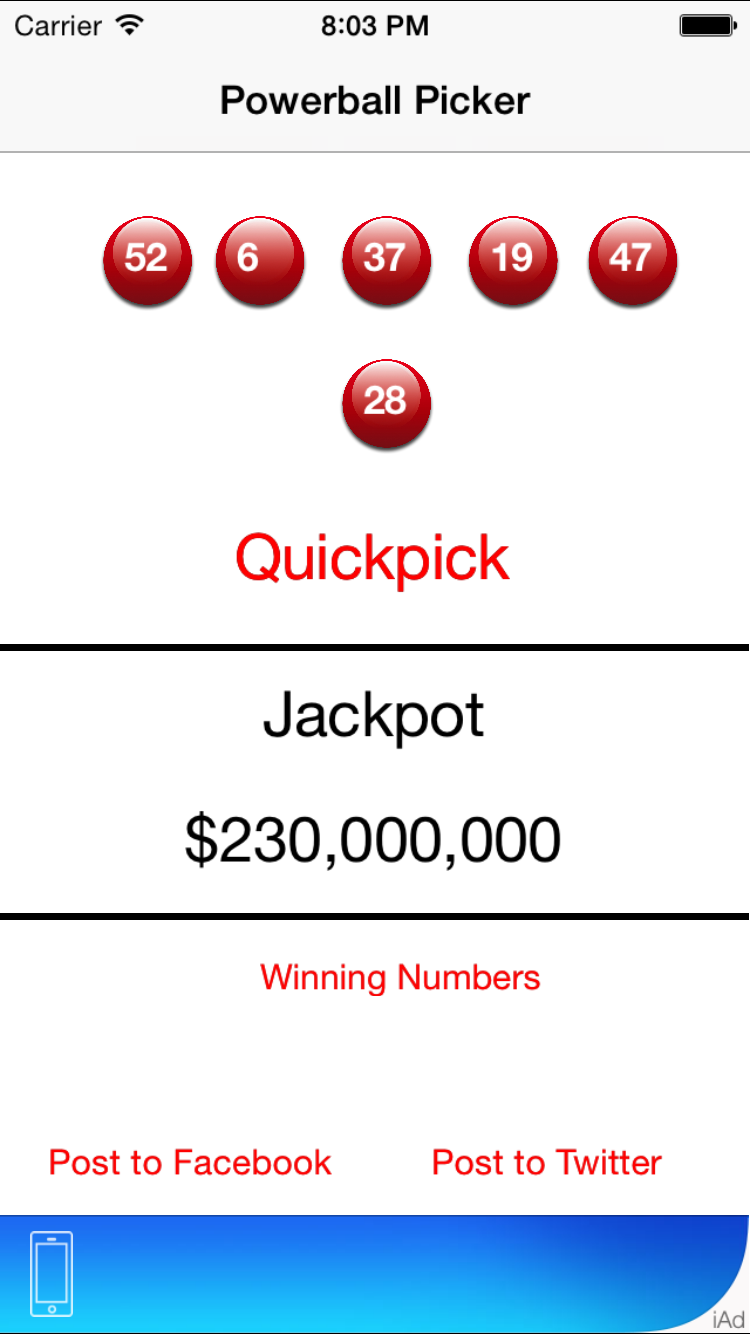 Carrier 8:03 PM
Powerball Picker
52 6 37 19 47
28
Quickpick
Jackpot
$230,000,000
Winning Numbers
Post to Facebook Post to Twitter
iAd